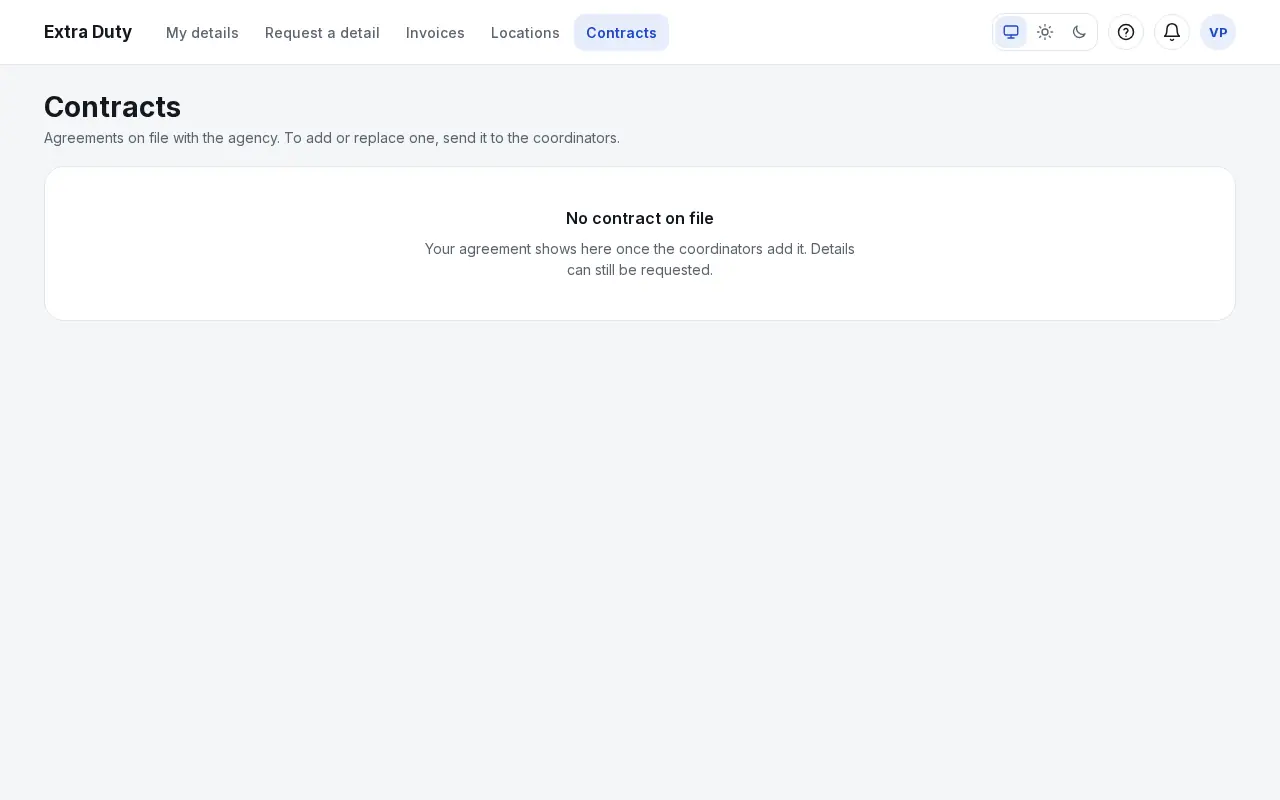 Extra Duty
My details
Request a detail
Invoices
Locations
Contracts
VP
Contracts
Agreements on file with the agency. To add or replace one, send it to the coordinators.
No contract on file
Your agreement shows here once the coordinators add it. Details
can still be requested.